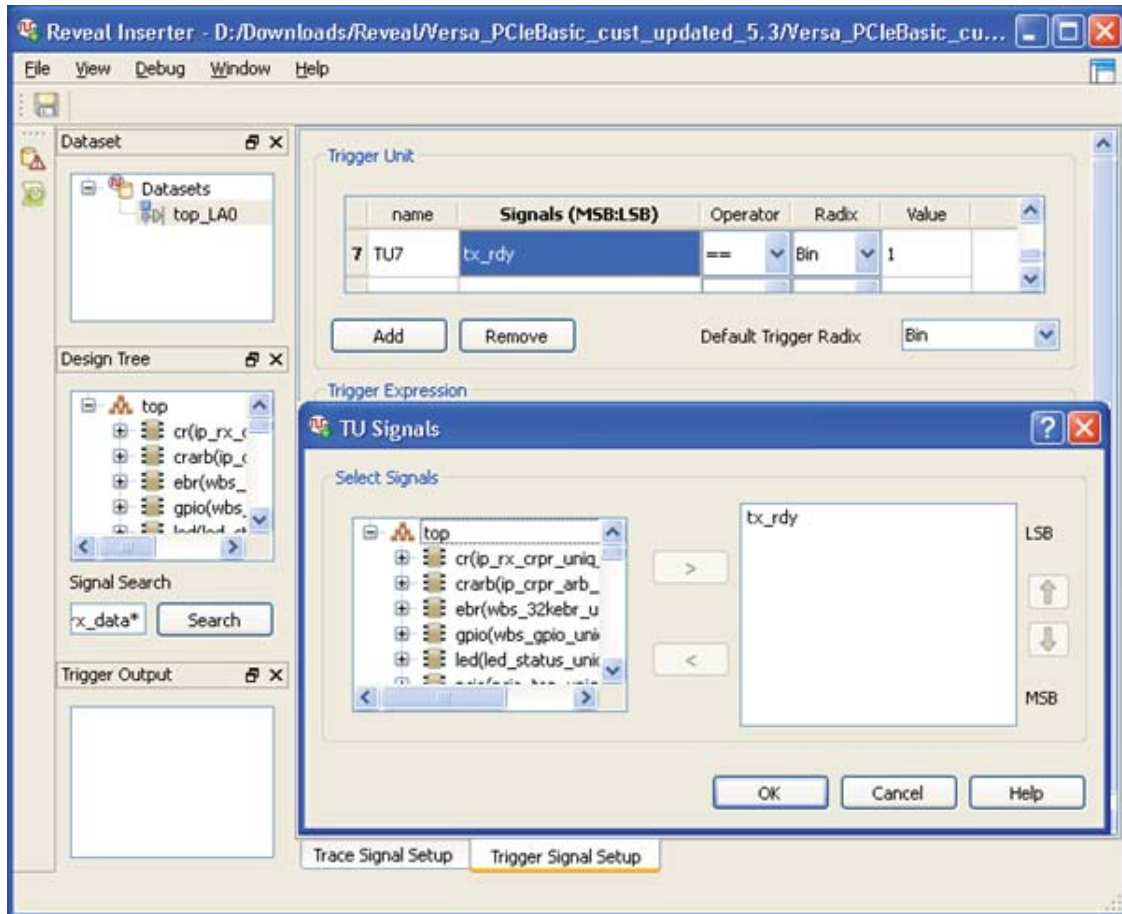 Reveal Inserter - D:/Downloads/Reveal/Versa_PCIeBasic_cust_updated_5.3/Versa_PCIeBasic_cu...
File View Debug Window Help
Dataset
Datasets
top_LA0
Design Tree
top
cr(ip_rx_c
crarb(ip_c
ebr(wbs_
gpio(wbs_
Signal Search
rx_data* Search
Trigger Output
Trigger Unit
name Signals (MSB:LSB) Operator Radix Value
7 TU7 tx_rdy == Bin 1
Add Remove Default Trigger Radix Bin
Trigger Expression
TU Signals
Select Signals
top
cr(ip_rx_crpr_uniq_
crarb(ip_crpr_arb_
ebr(wbs_32kebr_u
gpio(wbs_gpio_uni
led(led_status_unic
>
<
tx_rdy
LSB
MSB
OK Cancel Help
Trace Signal Setup Trigger Signal Setup